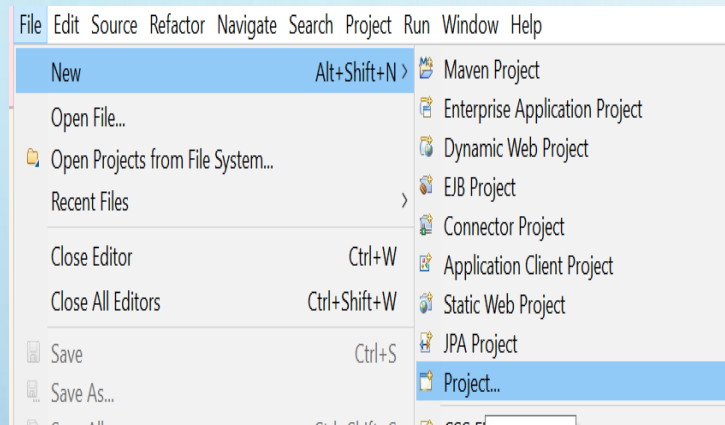 File Edit Source Refactor Navigate Search Project Run Window Help
New Alt+Shift+N >
Open File...
Open Projects from File System...
Recent Files >
Close Editor Ctrl+W
Close All Editors Ctrl+Shift+W
Save Ctrl+S
Save As...
Maven Project
Enterprise Application Project
Dynamic Web Project
EJB Project
Connector Project
Application Client Project
Static Web Project
JPA Project
Project...